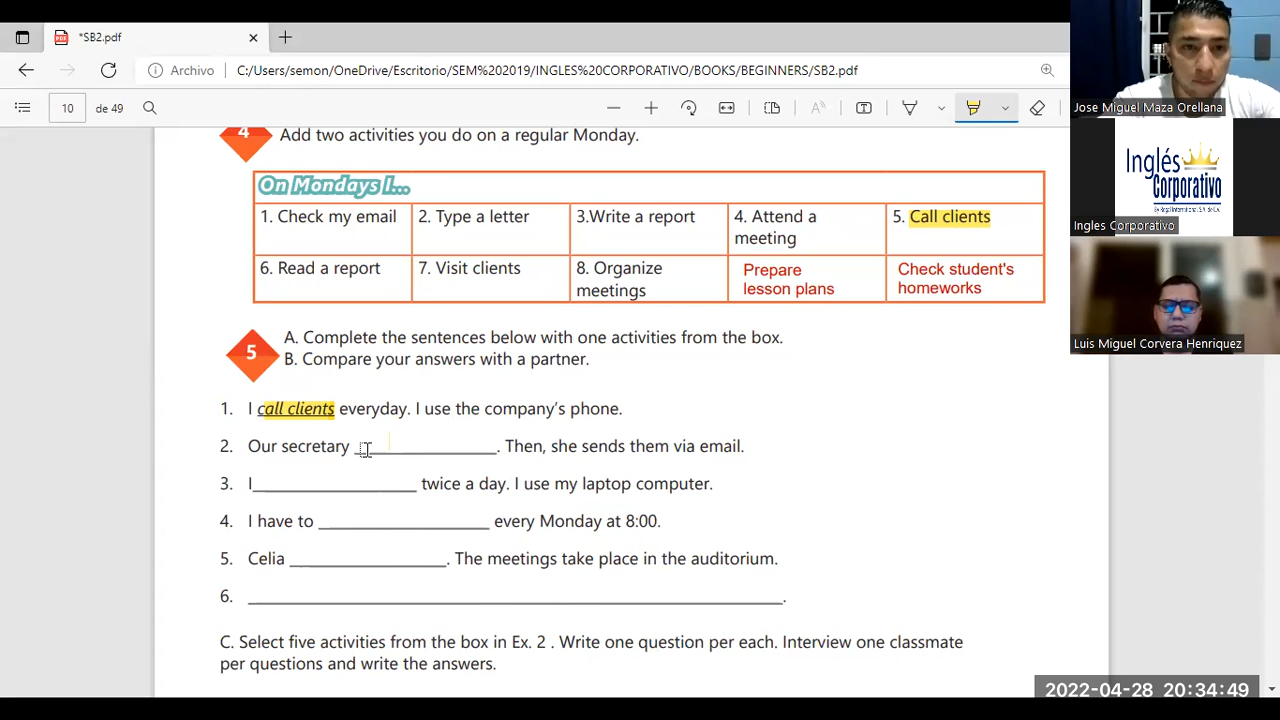 *SB2.pdf
Archivo
C:/Users/semon/OneDrive/Escritorio/SEM%202019/INGLES%20CORPORATIVO/BOOKS/BEGINNERS/SB2.pdf
10 de 49
4 Add two activities you do on a regular Monday.
On Mondays I...
1. Check my email 2. Type a letter 3.Write a report 4. Attend a meeting 5. Call clients
6. Read a report 7. Visit clients 8. Organize meetings Prepare lesson plans Check student's homeworks
5
A. Complete the sentences below with one activities from the box.
B. Compare your answers with a partner.
1. I call clients everyday. I use the company's phone.
2. Our secretary ________________. Then, she sends them via email.
3. I___________________ twice a day. I use my laptop computer.
4. I have to ___________________ every Monday at 8:00.
5. Celia _________________. The meetings take place in the auditorium.
6. ____________________________________________________________.
C. Select five activities from the box in Ex. 2 . Write one question per each. Interview one classmate
per questions and write the answers.
Jose Miguel Maza Orellana
Inglés
Corporativo
By Regal International, S.A. de C.V.
Ingles Corporativo
Luis Miguel Corvera Henriquez
2022-04-28 20:34:49